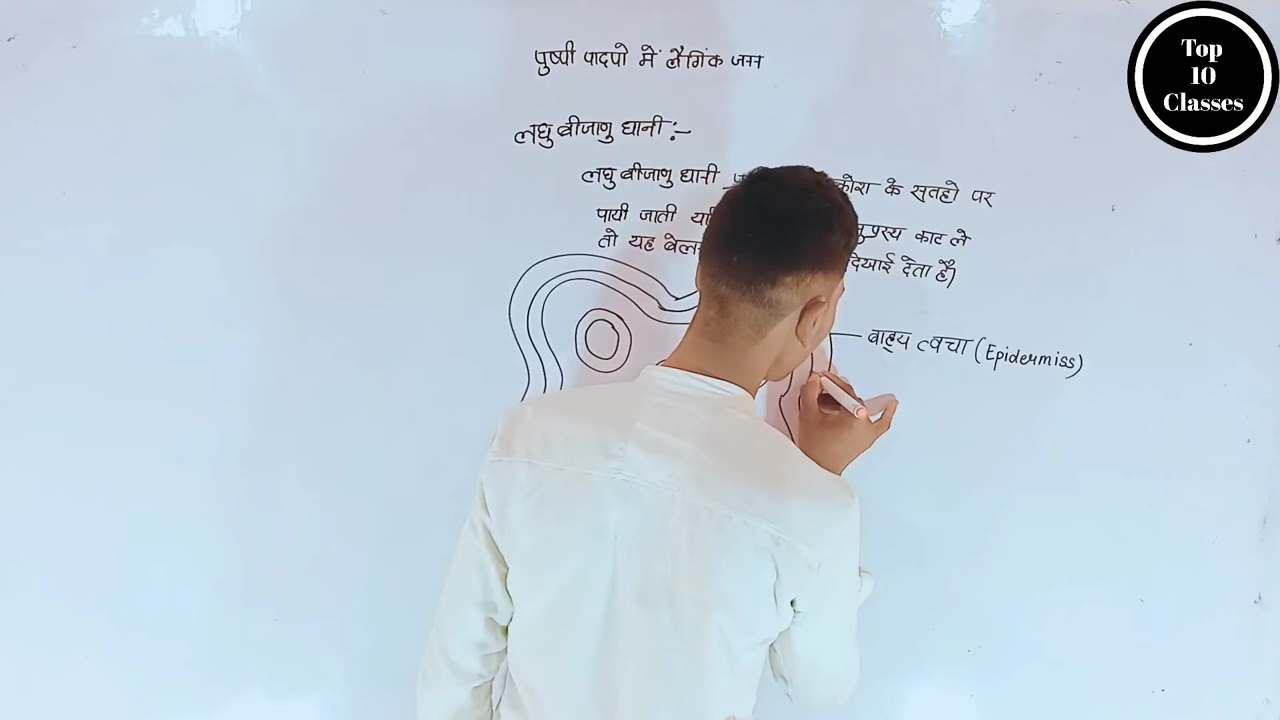 पुष्पी पादपो में लैगिंक जनन
लघु बीजाणु धानी :-
लघु बीजाणु धानी कोरा के सतहो पर
पायी जाती काट ले
तो यह दिखाई देता है।
बाह्य त्वचा (Epidermiss)
Top
10
Classes